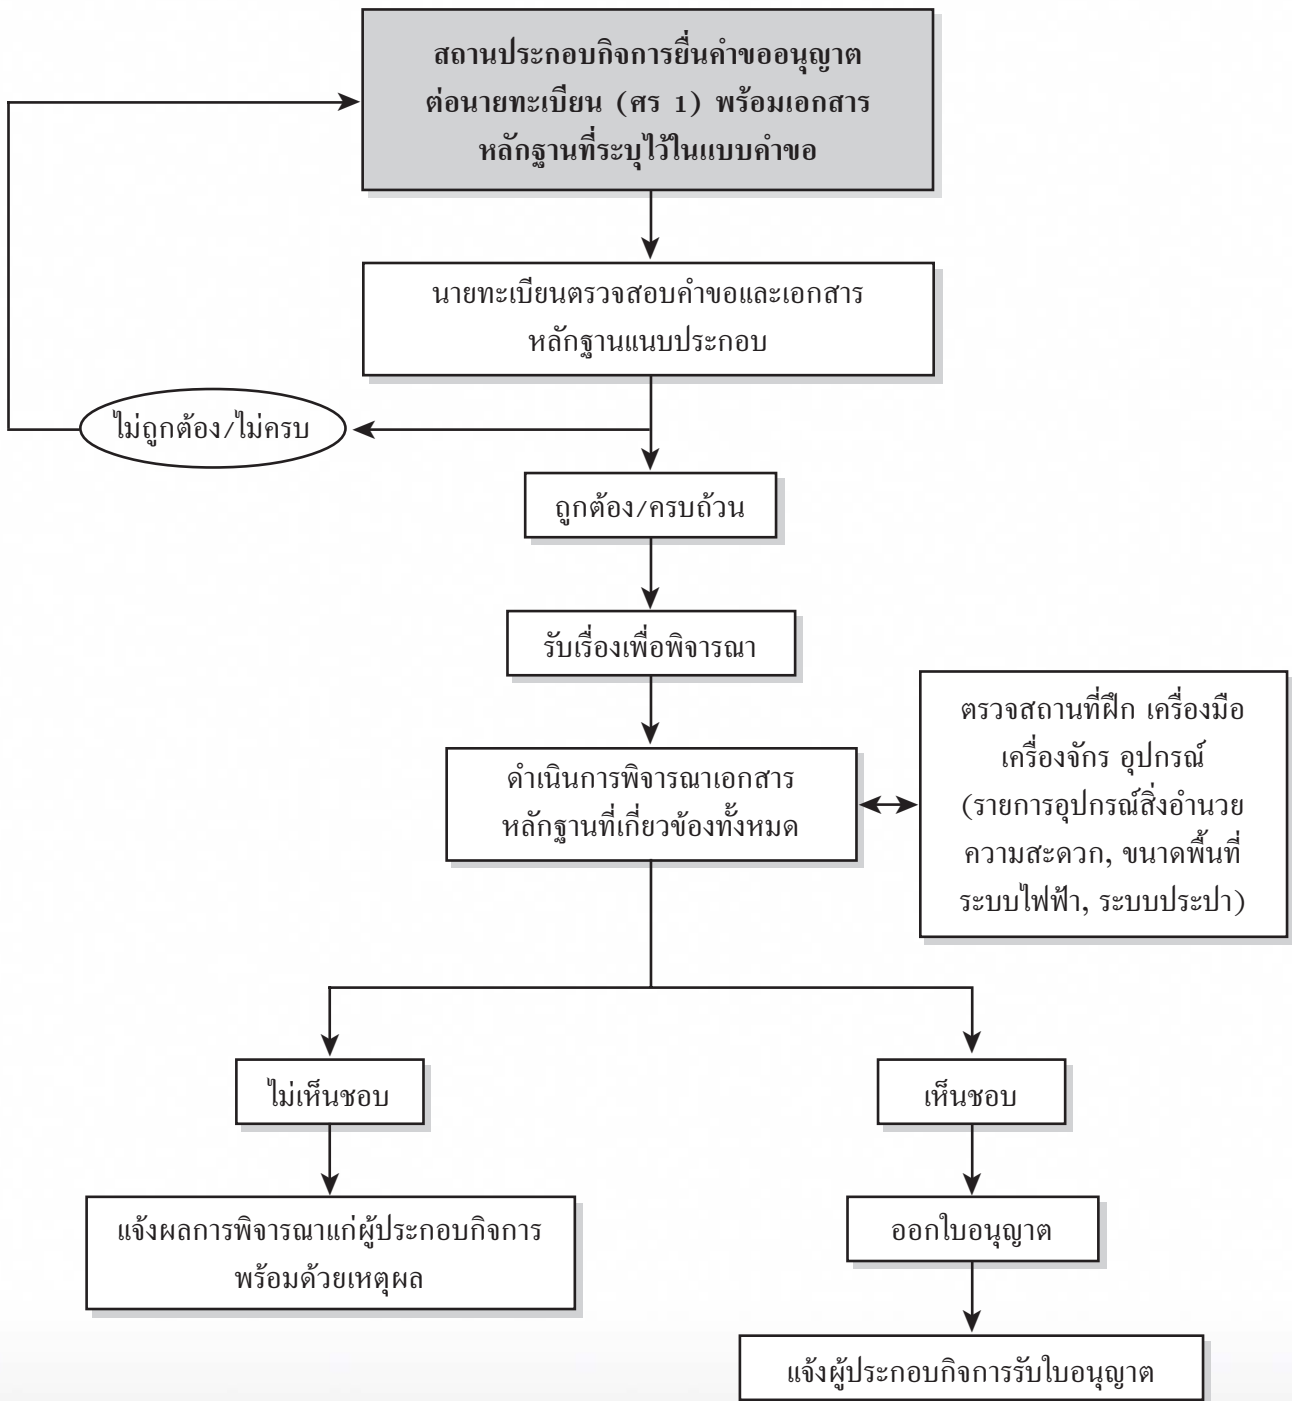 สถานประกอบกิจการยื่นคำขออนุญาต
ต่อนายทะเบียน (ศร 1) พร้อมเอกสาร
หลักฐานที่ระบุไว้ในแบบคำขอ
นายทะเบียนตรวจสอบคำขอและเอกสาร
หลักฐานแนบประกอบ
ไม่ถูกต้อง/ไม่ครบ
ถูกต้อง/ครบถ้วน
รับเรื่องเพื่อพิจารณา
ดำเนินการพิจารณาเอกสาร
หลักฐานที่เกี่ยวข้องทั้งหมด
ตรวจสถานที่ฝึก เครื่องมือ
เครื่องจักร อุปกรณ์
(รายการอุปกรณ์สิ่งอำนวย
ความสะดวก, ขนาดพื้นที่
ระบบไฟฟ้า, ระบบประปา)
ไม่เห็นชอบ
เห็นชอบ
แจ้งผลการพิจารณาแก่ผู้ประกอบกิจการ
พร้อมด้วยเหตุผล
ออกใบอนุญาต
แจ้งผู้ประกอบกิจการรับใบอนุญาต